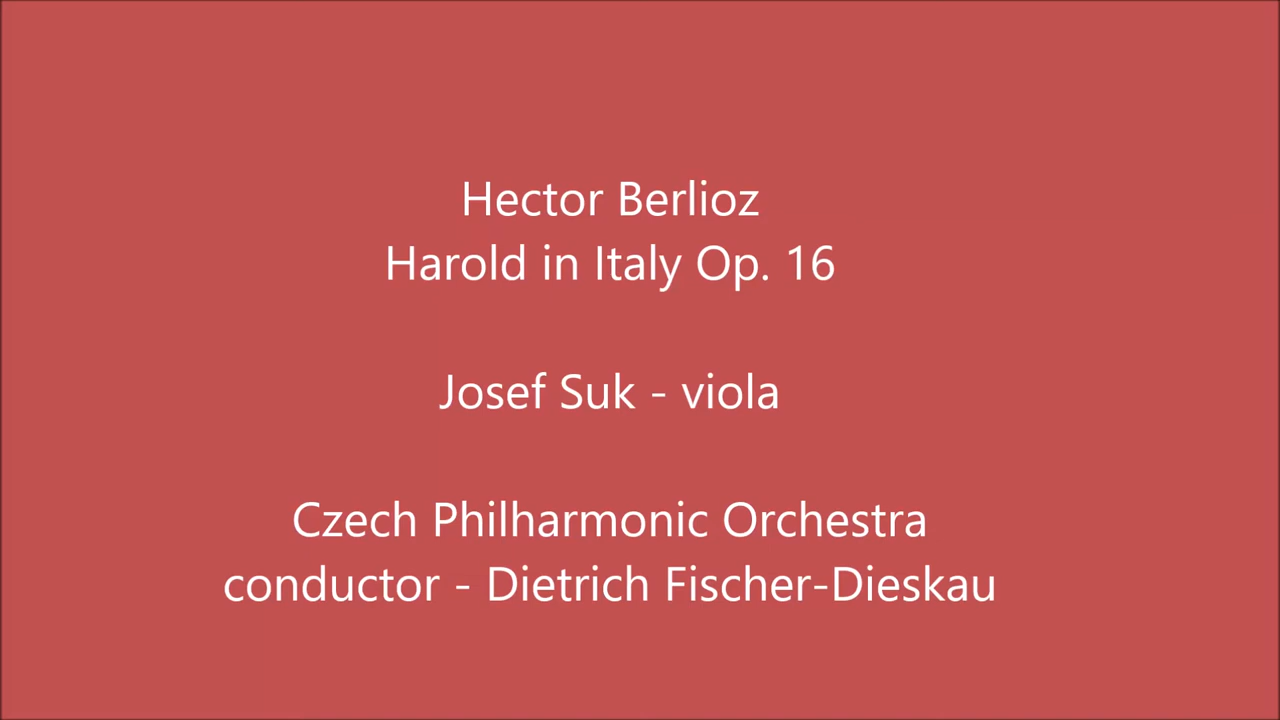 Hector Berlioz
Harold in Italy Op. 16
Josef Suk - viola
Czech Philharmonic Orchestra
conductor - Dietrich Fischer-Dieskau